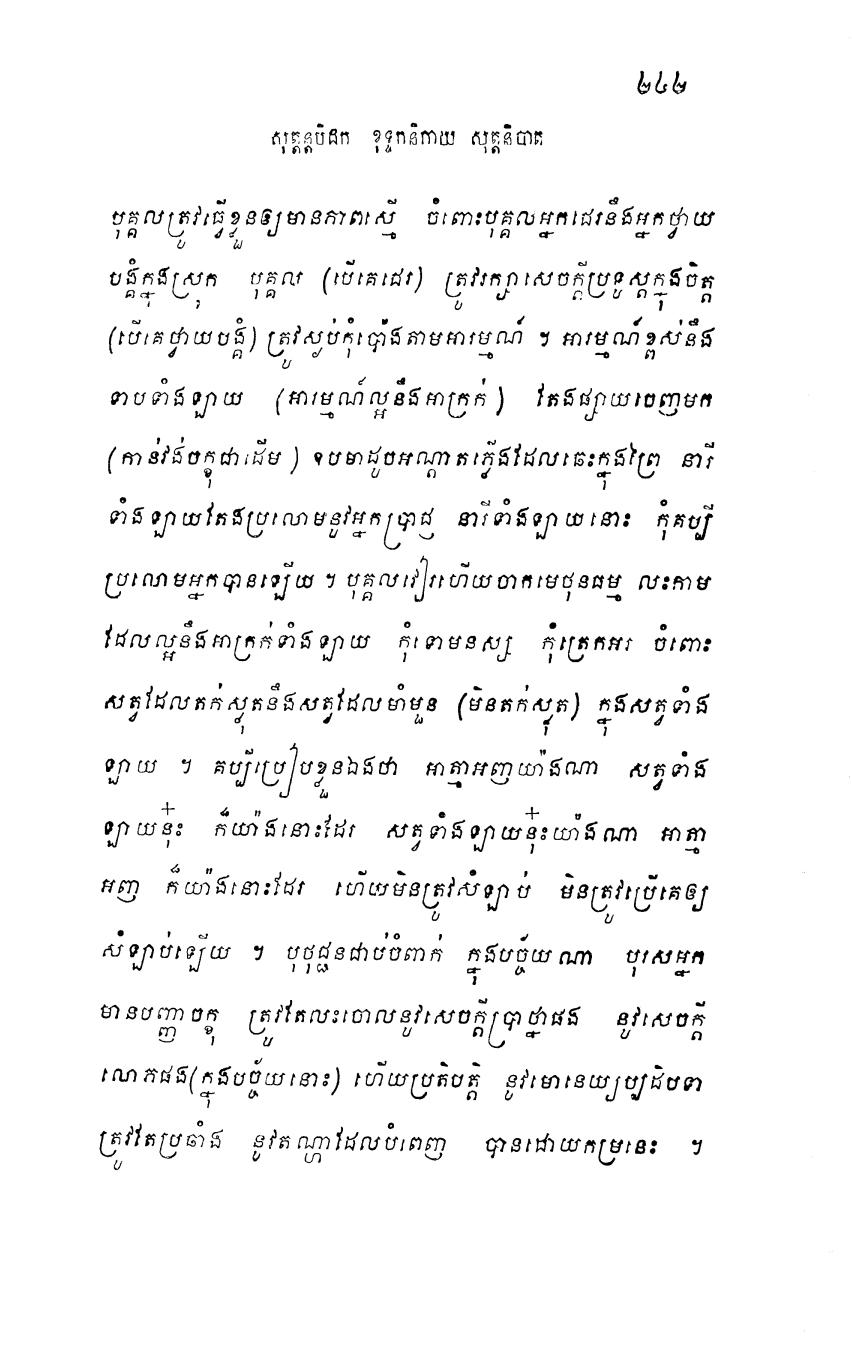 ២៤២
សុត្តន្តបិដក ខុទ្ទកនិកាយ សុត្តនិបាត
បុគ្គលត្រូវធ្វើខ្លួនឲ្យមានភាពស្មើ ចំពោះបុគ្គលអ្នកជេរនឹងអ្នកថ្វាយ
បង្គំក្នុងស្រុក បុគ្គល (បើគេជេរ) ត្រូវរក្សាសេចក្តីប្រទូស្តក្នុងចិត្ត
(បើគេថ្វាយបង្គំ) ត្រូវស្ងប់កុំប៉ោងតាមអារម្មណ៍ ។ អារម្មណ៍ខ្ពស់នឹង
ទាបទាំងឡាយ (អារម្មណ៍ល្អនឹងអាក្រក់) តែងផ្សាយចេញមក
(កាន់វង់ចក្ខុជាដើម) ឧបមាដូចអណ្តាតភ្លើងដែលឆេះក្នុងព្រៃ នារី
ទាំងឡាយតែងប្រលោមនូវអ្នកប្រាជ្ញ នារីទាំងឡាយនោះ កុំគប្បី
ប្រលោមអ្នកបានឡើយ ។ បុគ្គលវៀរហើយចាកមេថុនធម្ម លះកាម
ដែលល្អនឹងអាក្រក់ទាំងឡាយ កុំទោមនស្ស កុំត្រេកអរ ចំពោះ
សត្វដែលតក់ស្លុតនឹងសត្វដែលមាំមួន (មិនតក់ស្លុត) ក្នុងសត្វទាំង
ឡាយ ។ គប្បីប្រៀបខ្លួនឯងថា អាត្មាអញយ៉ាងណា សត្វទាំង
ឡាយនុ៎ះ ក៏យ៉ាងនោះដែរ សត្វទាំងឡាយនុ៎ះយ៉ាងណា អាត្មា
អញ ក៏យ៉ាងនោះដែរ ហើយមិនត្រូវសំឡាប់ មិនត្រូវប្រើគេឲ្យ
សំឡាប់ឡើយ ។ បុថុជ្ជនជាប់ចំពាក់ ក្នុងបច្ច័យណា បុរសអ្នក
មានបញ្ញាចក្ខុ ត្រូវតែលះចោលនូវសេចក្តីប្រាថ្នាផង នូវសេចក្តី
លោភផង(ក្នុងបច្ច័យនោះ) ហើយប្រតិបត្តិ នូវមោនេយ្យប្បដិបទា
ត្រូវតែប្រឆាំង នូវតណ្ហាដែលបំពេញ បានដោយកម្រនេះ ។